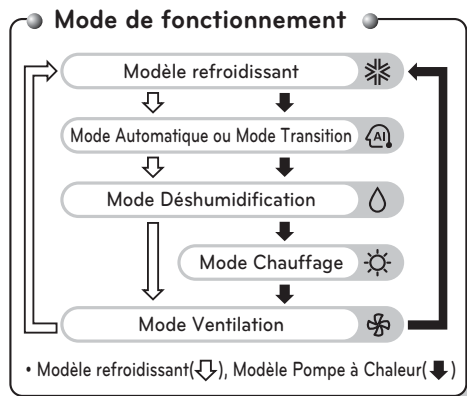 Mode de fonctionnement
Modèle refroidissant
Mode Automatique ou Mode Transition
AI
Mode Déshumidification
Mode Chauffage
Mode Ventilation
• Modèle refroidissant(⇩), Modèle Pompe à Chaleur(⬇)